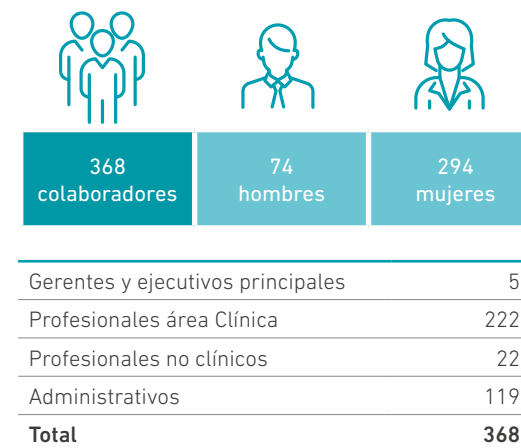 368
colaboradores
74
hombres
294
mujeres
Gerentes y ejecutivos principales 5
Profesionales área Clínica 222
Profesionales no clínicos 22
Administrativos 119
Total 368